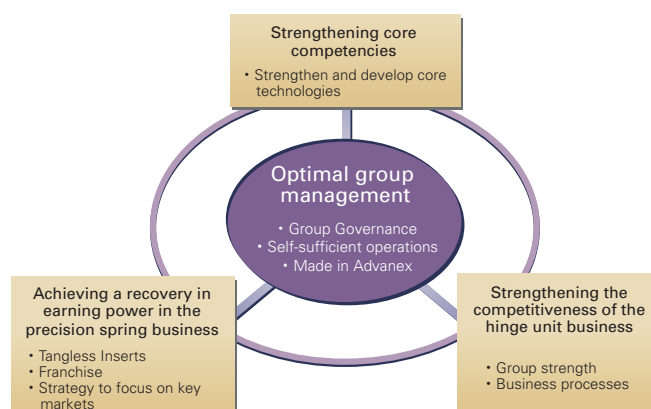 Strengthening core
competencies
• Strengthen and develop core
technologies
Optimal group
management
• Group Governance
• Self-sufficient operations
• Made in Advanex
Achieving a recovery in
earning power in the
precision spring business
• Tangless Inserts
• Franchise
• Strategy to focus on key
markets
Strengthening the
competitiveness of the
hinge unit business
• Group strength
• Business processes